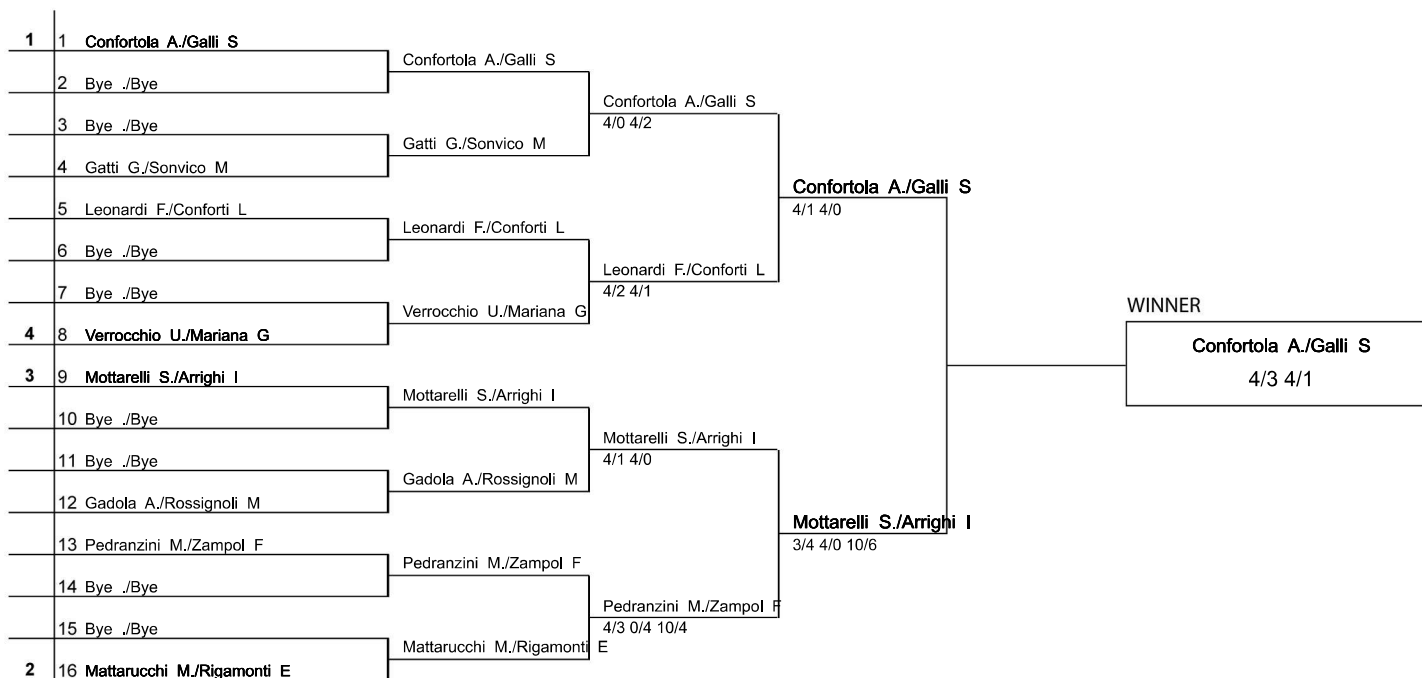 1 1 Confortola A./Galli S
2 Bye ./Bye
3 Bye ./Bye
4 Gatti G./Sonvico M
5 Leonardi F./Conforti L
6 Bye ./Bye
7 Bye ./Bye
4 8 Verrocchio U./Mariana G
3 9 Mottarelli S./Arrighi I
10 Bye ./Bye
11 Bye ./Bye
12 Gadola A./Rossignoli M
13 Pedranzini M./Zampol F
14 Bye ./Bye
15 Bye ./Bye
2 16 Mattarucchi M./Rigamonti E
Confortola A./Galli S
Gatti G./Sonvico M
Leonardi F./Conforti L
Verrocchio U./Mariana G
Mottarelli S./Arrighi I
Gadola A./Rossignoli M
Pedranzini M./Zampol F
Mattarucchi M./Rigamonti E
Confortola A./Galli S
4/0 4/2
Leonardi F./Conforti L
4/2 4/1
Mottarelli S./Arrighi I
4/1 4/0
Pedranzini M./Zampol F
4/3 0/4 10/4
Confortola A./Galli S
4/1 4/0
Mottarelli S./Arrighi I
3/4 4/0 10/6
WINNER
Confortola A./Galli S
4/3 4/1